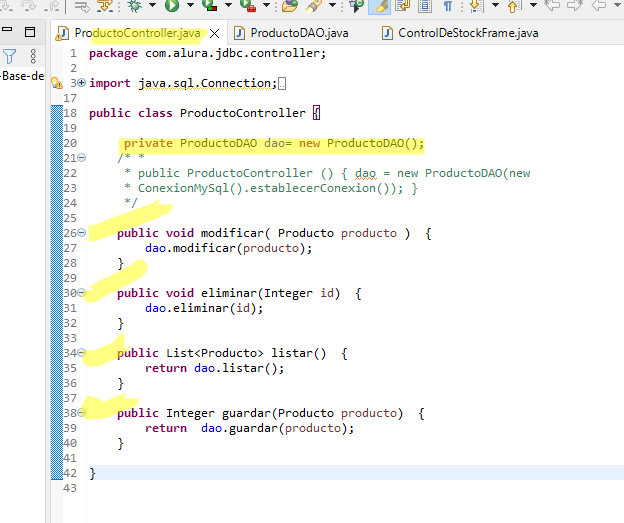 ProductoController.java ProductoDAO.java ControlDeStockFrame.java
-Base-de
1 package com.alura.jdbc.controller;
2
3 import java.sql.Connection;
17
18 public class ProductoController {
19
20 private ProductoDAO dao= new ProductoDAO();
21 /* *
22 * public ProductoController () { dao = new ProductoDAO(new
23 * ConexionMySql().establecerConexion()); }
24 */
25
26 public void modificar( Producto producto ) {
27 dao.modificar(producto);
28 }
29
30 public void eliminar(Integer id) {
31 dao.eliminar(id);
32 }
33
34 public List<Producto> listar() {
35 return dao.listar();
36 }
37
38 public Integer guardar(Producto producto) {
39 return dao.guardar(producto);
40 }
41
42 }
43